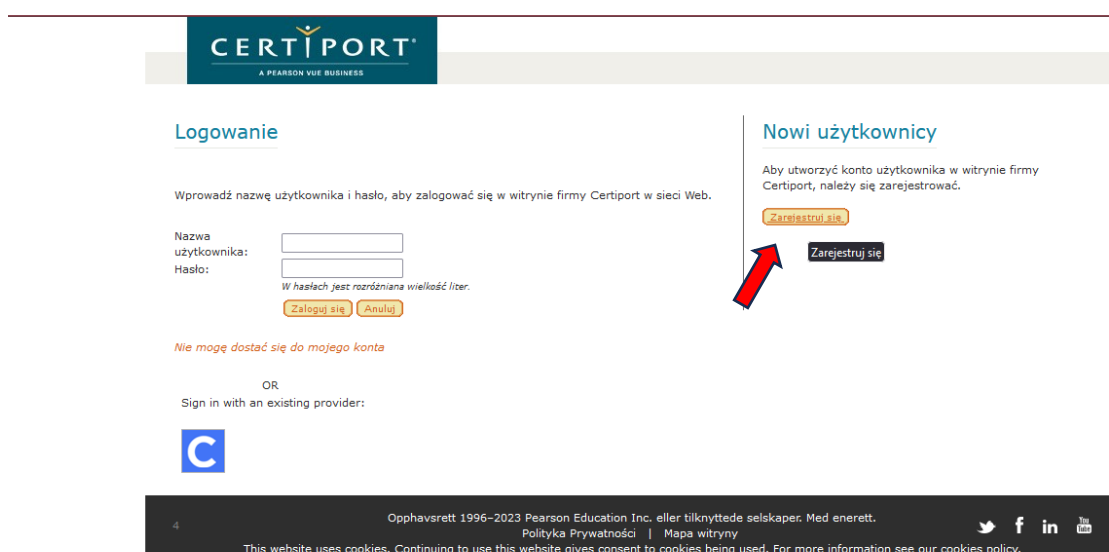 CERTIPORT
A PEARSON VUE BUSINESS
Logowanie
Wprowadź nazwę użytkownika i hasło, aby zalogować się w witrynie firmy Certiport w sieci Web.
Nazwa
użytkownika:
Hasło:
W hasłach jest rozróżniana wielkość liter.
Zaloguj się Anuluj
Nie mogę dostać się do mojego konta
OR
Sign in with an existing provider:
C
Nowi użytkownicy
Aby utworzyć konto użytkownika w witrynie firmy
Certiport, należy się zarejestrować.
Zarejestruj się
Zarejestruj się
4
Opphavsrett 1996–2023 Pearson Education Inc. eller tilknyttede selskaper. Med enerett.
Polityka Prywatności | Mapa witryny
This website uses cookies. Continuing to use this website gives consent to cookies being used. For more information see our cookies policy.
f in You Tube